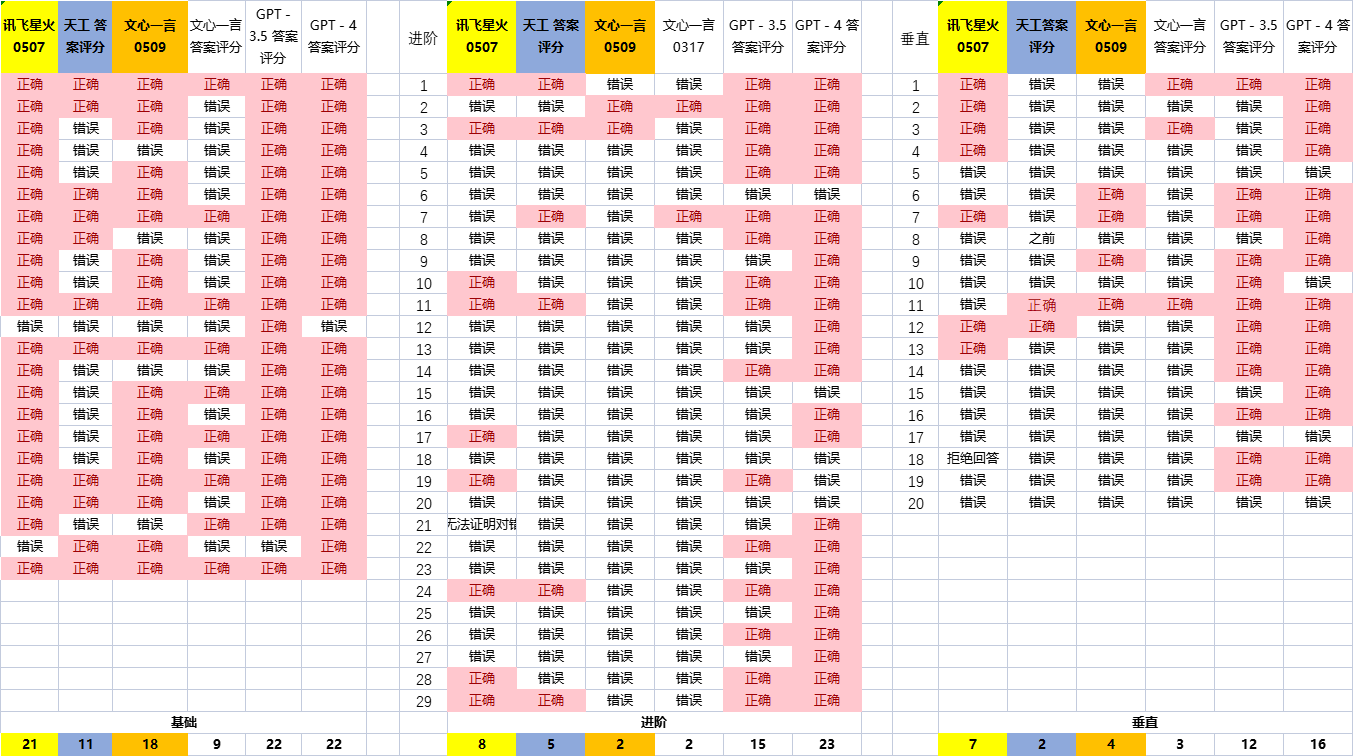 讯飞星火 0507 天工 答案评分 文心一言 0509 文心一言 答案评分 GPT - 3.5 答案评分 GPT - 4 答案评分 进阶 讯飞星火 0507 天工 答案评分 文心一言 0509 文心一言 0317 GPT - 3.5 答案评分 GPT - 4 答案评分 垂直 讯飞星火 0507 天工答案评分 文心一言 0509 文心一言 答案评分 GPT - 3.5 答案评分 GPT - 4 答案评分
正确 正确 正确 正确 正确 正确 1 正确 正确 错误 错误 正确 正确 1 正确 错误 错误 正确 正确 正确
正确 正确 正确 错误 正确 正确 2 错误 错误 正确 正确 正确 正确 2 正确 错误 错误 错误 错误 正确
正确 错误 正确 错误 正确 正确 3 正确 正确 正确 错误 正确 正确 3 正确 错误 错误 正确 错误 正确
正确 错误 错误 错误 正确 正确 4 错误 错误 错误 错误 正确 正确 4 正确 错误 错误 错误 错误 正确
正确 错误 正确 错误 正确 正确 5 错误 错误 错误 错误 正确 正确 5 错误 错误 错误 错误 错误 错误
正确 正确 正确 错误 正确 正确 6 错误 错误 错误 错误 错误 错误 6 错误 错误 正确 错误 正确 正确
正确 正确 正确 正确 正确 正确 7 错误 正确 错误 正确 正确 正确 7 正确 错误 正确 错误 正确 正确
正确 正确 错误 错误 正确 正确 8 错误 错误 错误 错误 正确 正确 8 错误 之前 错误 错误 错误 正确
正确 错误 正确 错误 正确 正确 9 错误 错误 错误 错误 错误 正确 9 错误 错误 正确 错误 正确 正确
正确 错误 正确 错误 正确 正确 10 正确 错误 错误 错误 正确 正确 10 错误 错误 错误 错误 正确 错误
正确 正确 正确 正确 正确 正确 11 正确 正确 错误 错误 正确 正确 11 错误 正确 正确 正确 正确 正确
错误 错误 错误 错误 正确 错误 12 错误 错误 错误 错误 错误 正确 12 正确 正确 错误 错误 正确 正确
正确 正确 正确 正确 正确 正确 13 错误 错误 错误 错误 错误 正确 13 正确 错误 错误 错误 正确 正确
正确 错误 错误 错误 正确 正确 14 错误 错误 错误 错误 正确 正确 14 错误 错误 错误 错误 正确 正确
正确 错误 正确 正确 正确 正确 15 错误 错误 错误 错误 错误 错误 15 错误 错误 错误 错误 错误 正确
正确 错误 正确 错误 正确 正确 16 错误 错误 错误 错误 错误 正确 16 错误 错误 错误 错误 正确 正确
正确 错误 正确 正确 正确 正确 17 正确 错误 错误 错误 错误 正确 17 错误 错误 错误 错误 错误 错误
正确 错误 正确 错误 正确 正确 18 错误 错误 错误 错误 错误 错误 18 拒绝回答 错误 错误 错误 正确 正确
正确 正确 正确 正确 正确 正确 19 正确 错误 错误 错误 正确 错误 19 错误 错误 错误 错误 正确 正确
正确 正确 正确 错误 正确 正确 20 错误 错误 错误 错误 错误 错误 20 错误 错误 错误 错误 错误 错误
正确 错误 错误 正确 正确 正确 21 无法证明对错 错误 错误 错误 错误 正确
错误 正确 正确 错误 错误 正确 22 错误 错误 错误 错误 正确 正确
正确 正确 正确 正确 正确 正确 23 错误 错误 错误 错误 错误 正确
24 正确 正确 错误 错误 正确 正确
25 错误 错误 错误 错误 错误 正确
26 错误 错误 错误 错误 正确 正确
27 错误 错误 错误 错误 错误 正确
28 正确 错误 错误 错误 正确 正确
29 正确 正确 错误 错误 正确 正确
基础 进阶 垂直
21 11 18 9 22 22 8 5 2 2 15 23 7 2 4 3 12 16